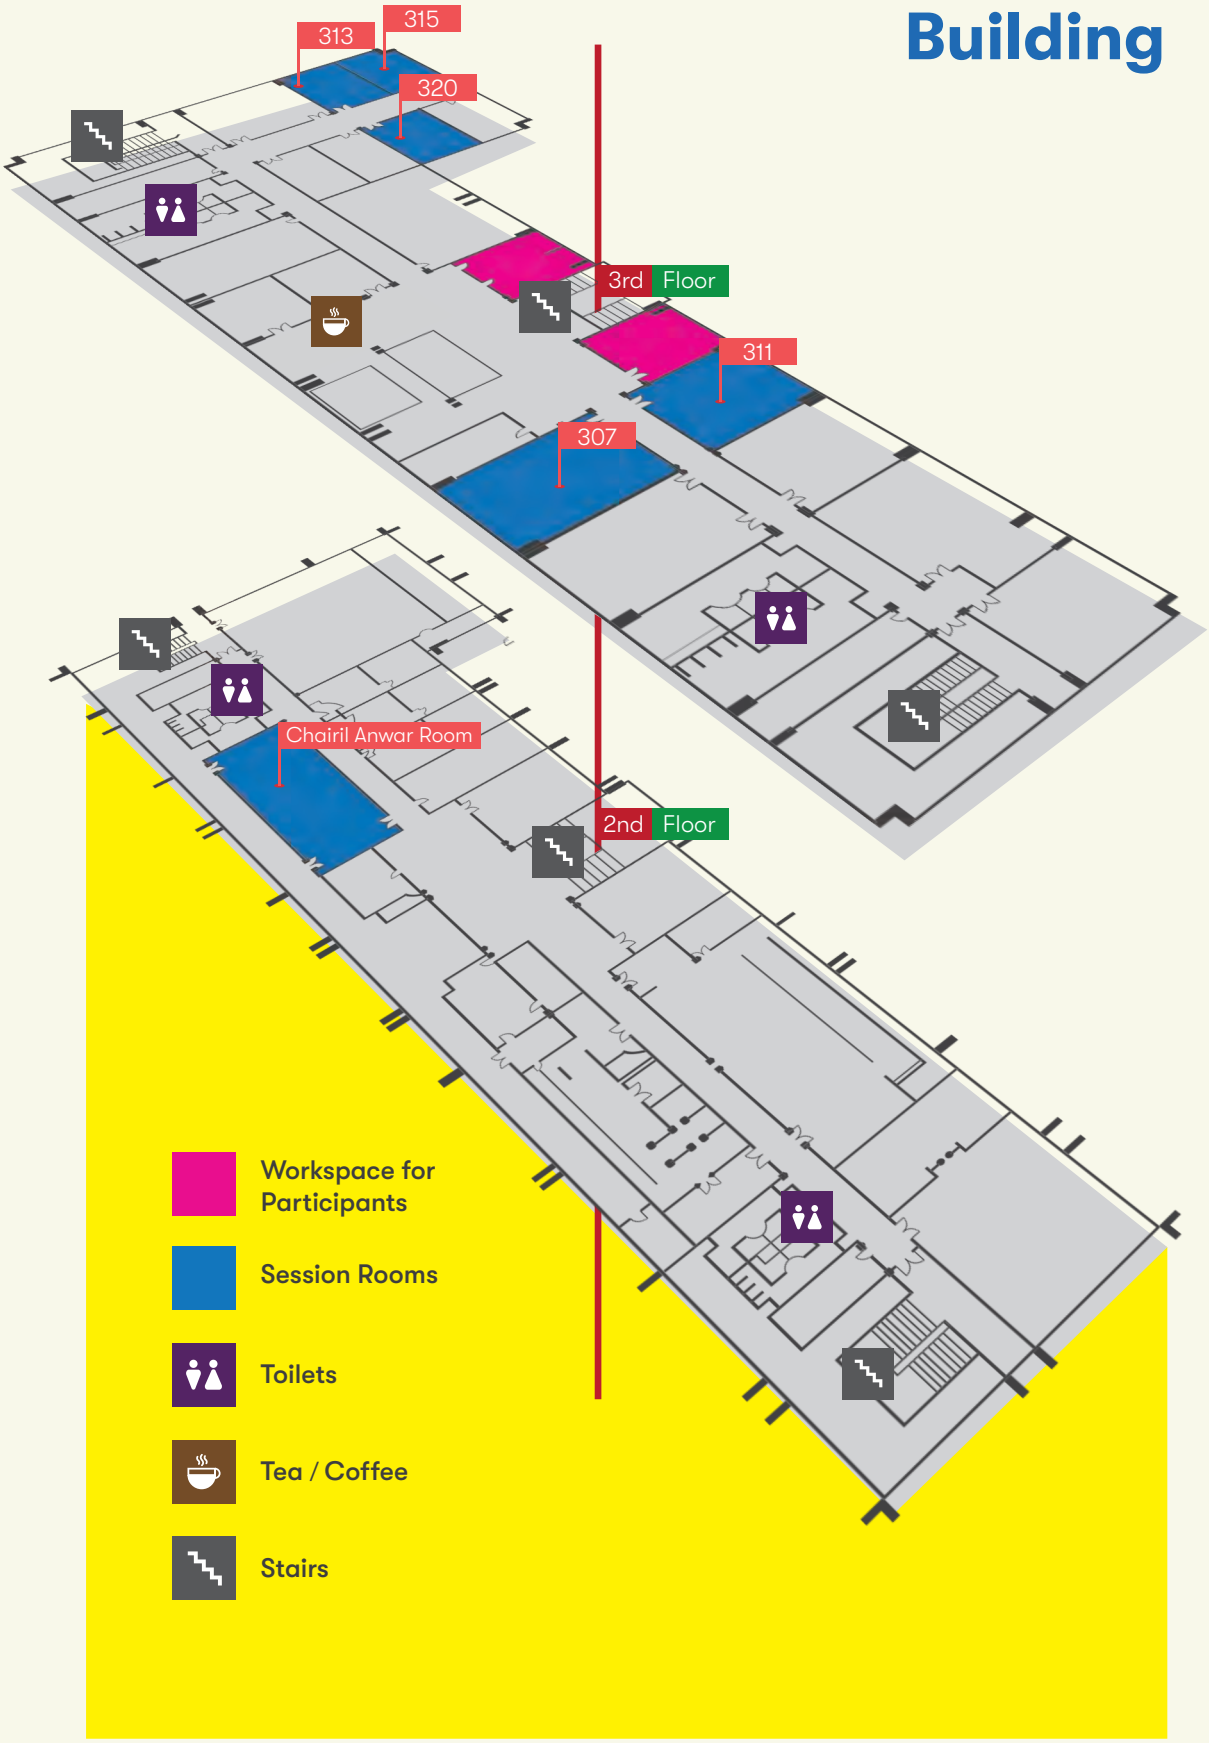 Building
315
313
320
3rd Floor
311
307
Chairil Anwar Room
2nd Floor
Workspace for
Participants
Session Rooms
Toilets
Tea / Coffee
Stairs